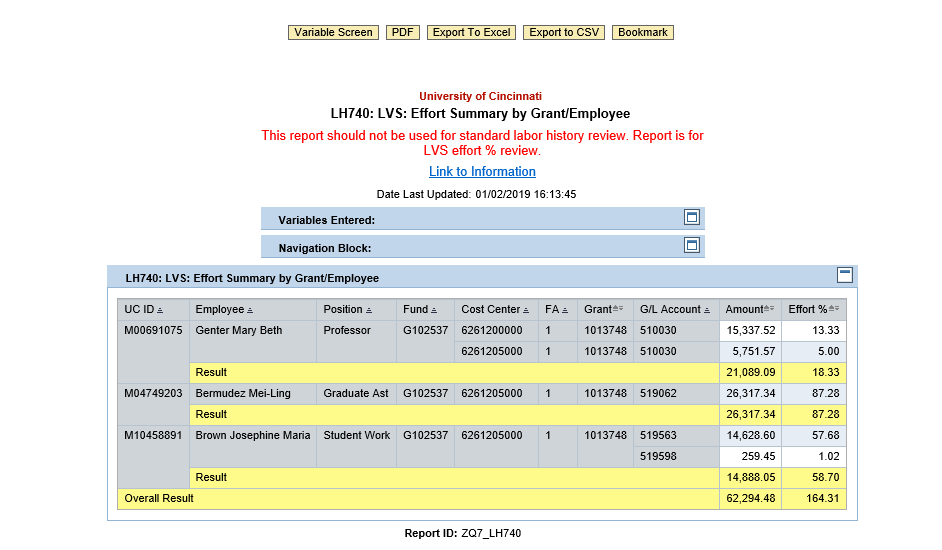 Variable Screen PDF Export To Excel Export to CSV Bookmark
University of Cincinnati
LH740: LVS: Effort Summary by Grant/Employee
This report should not be used for standard labor history review. Report is for
LVS effort % review.
Link to Information
Date Last Updated: 01/02/2019 16:13:45
Variables Entered:
Navigation Block:
LH740: LVS: Effort Summary by Grant/Employee
UC ID Employee Position Fund Cost Center FA Grant G/L Account Amount Effort %
M00691075 Genter Mary Beth Professor G102537 6261200000 1 1013748 510030 15,337.52 13.33
6261205000 1 1013748 510030 5,751.57 5.00
Result 21,089.09 18.33
M04749203 Bermudez Mei-Ling Graduate Ast G102537 6261205000 1 1013748 519062 26,317.34 87.28
Result 26,317.34 87.28
M10458891 Brown Josephine Maria Student Work G102537 6261205000 1 1013748 519563 14,628.60 57.68
519598 259.45 1.02
Result 14,888.05 58.70
Overall Result 62,294.48 164.31
Report ID: ZQ7_LH740